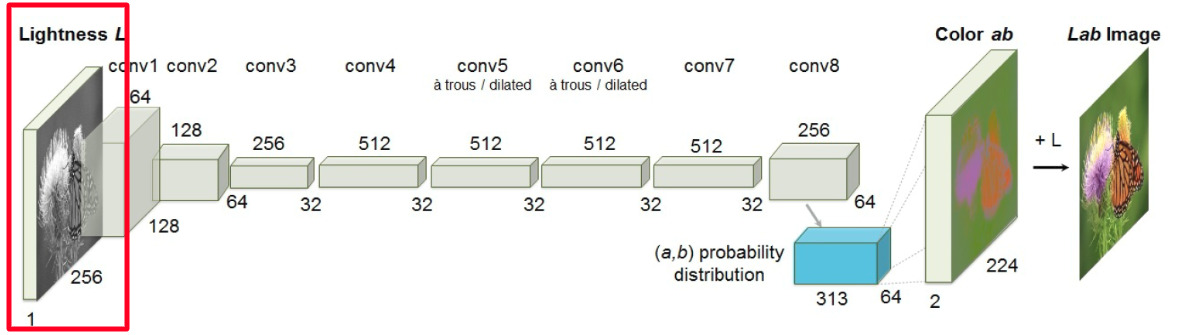 Lightness L
Color ab
Lab Image
conv1
conv2
conv3
conv4
conv5
à trous / dilated
conv6
à trous / dilated
conv7
conv8
64
128
256
512
512
512
512
256
+ L
128
64
32
32
32
32
32
64
256
1
(a,b) probability
distribution
313
64
2
224